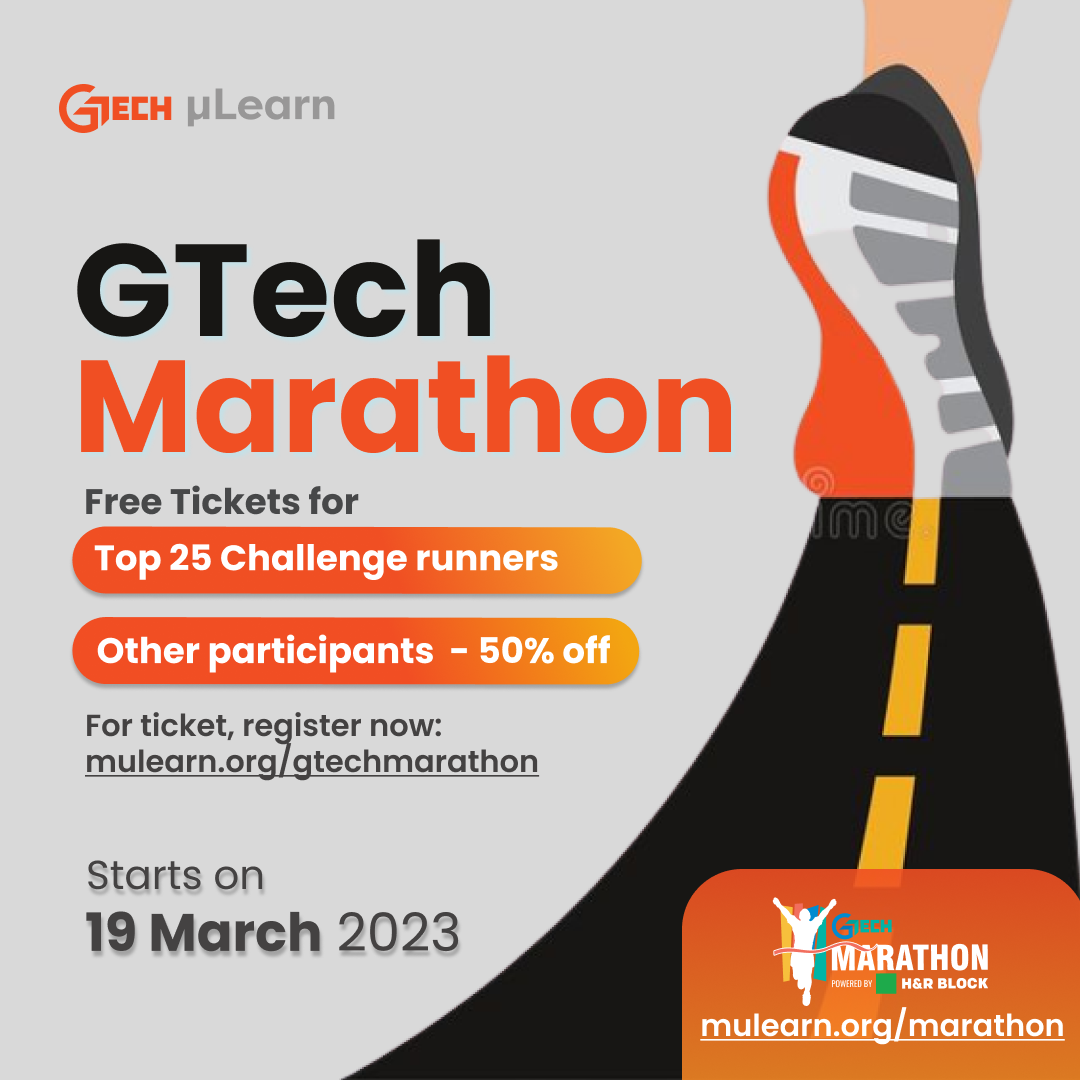 GTECH µLearn
GTech
Marathon
Free Tickets for
Top 25 Challenge runners
Other participants - 50% off
For ticket, register now:
mulearn.org/gtechmarathon
Starts on
19 March 2023
GTECH
MARATHON
POWERED BY H&R BLOCK
mulearn.org/marathon